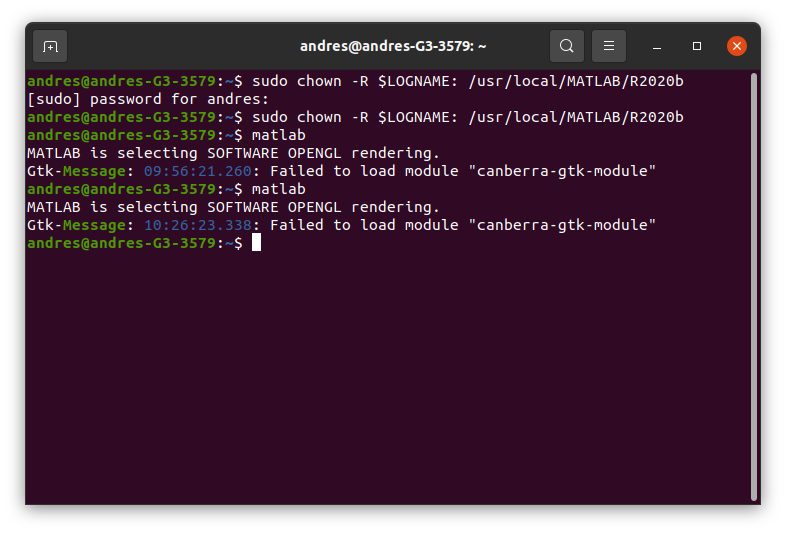 andres@andres-G3-3579: ~
andres@andres-G3-3579:~$ sudo chown -R $LOGNAME: /usr/local/MATLAB/R2020b
[sudo] password for andres:
andres@andres-G3-3579:~$ sudo chown -R $LOGNAME: /usr/local/MATLAB/R2020b
andres@andres-G3-3579:~$ matlab
MATLAB is selecting SOFTWARE OPENGL rendering.
Gtk-Message: 09:56:21.260: Failed to load module "canberra-gtk-module"
andres@andres-G3-3579:~$ matlab
MATLAB is selecting SOFTWARE OPENGL rendering.
Gtk-Message: 10:26:23.338: Failed to load module "canberra-gtk-module"
andres@andres-G3-3579:~$